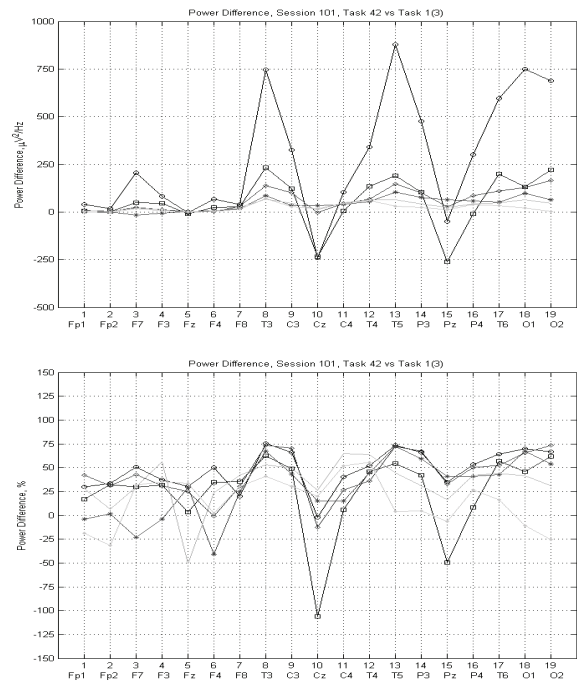 Power Difference, Session 101, Task 42 vs Task 1(3)
1000
750
500
250
0
-250
-500
Power Difference, μV²/Hz
1 2 3 4 5 6 7 8 9 10 11 12 13 14 15 16 17 18 19
Fp1 Fp2 F7 F3 Fz F4 F8 T3 C3 Cz C4 T4 T5 P3 Pz P4 T6 O1 O2
Power Difference, Session 101, Task 42 vs Task 1(3)
150
125
100
75
50
25
0
-25
-50
-75
-100
-125
-150
Power Difference, %
1 2 3 4 5 6 7 8 9 10 11 12 13 14 15 16 17 18 19
Fp1 Fp2 F7 F3 Fz F4 F8 T3 C3 Cz C4 T4 T5 P3 Pz P4 T6 O1 O2